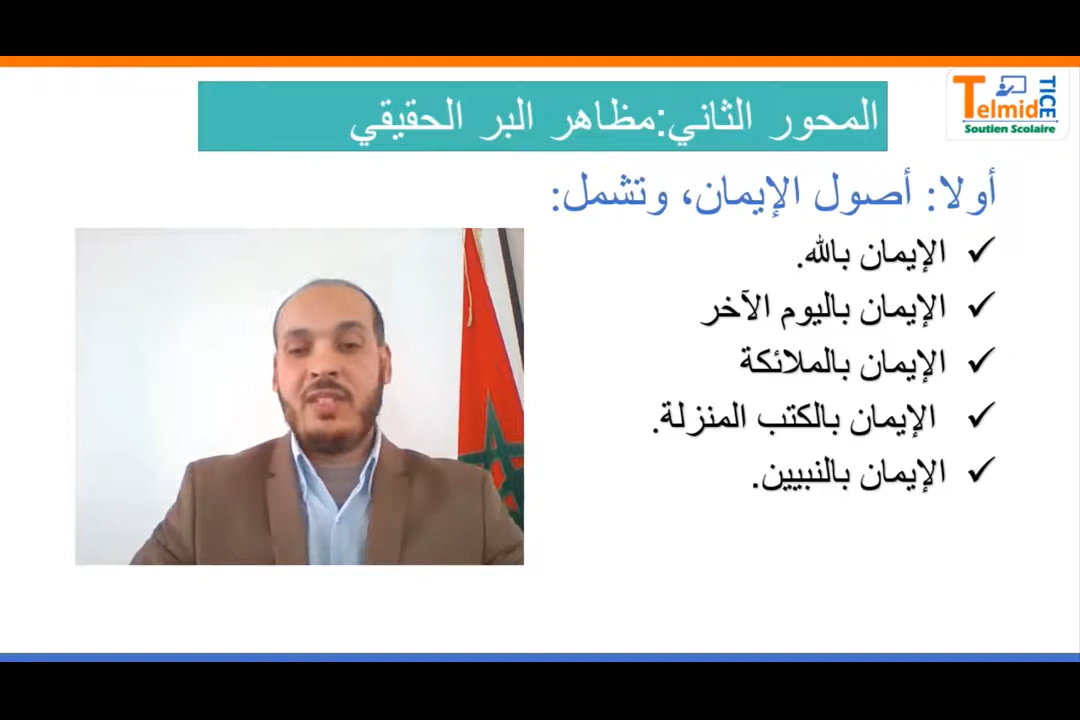 المحور الثاني:مظاهر البر الحقيقي
Telmid TICE
Soutien Scolaire
أولا: أصول الإيمان، وتشمل:
✓ الإيمان بالله.
✓ الإيمان باليوم الآخر
✓ الإيمان بالملائكة
✓ الإيمان بالكتب المنزلة.
✓ الإيمان بالنبيين.